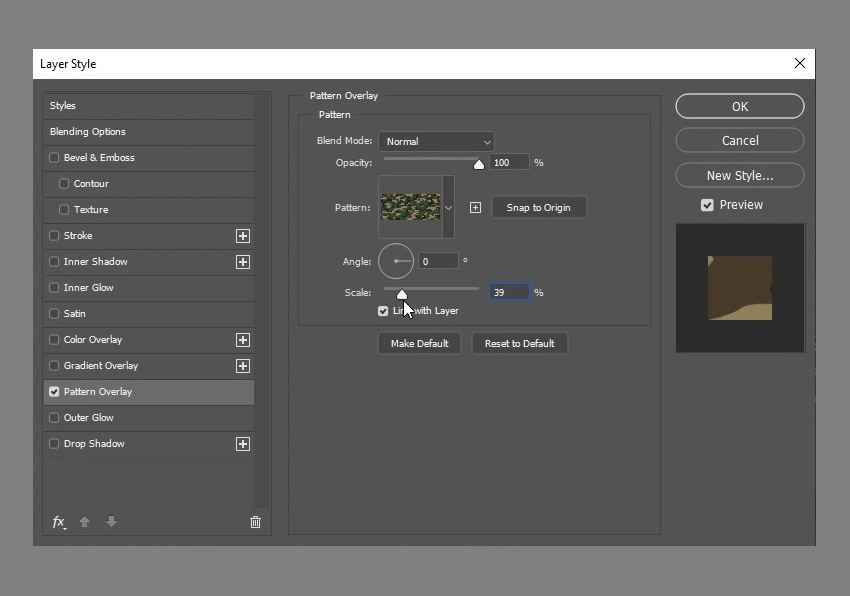 Layer Style
Styles
Blending Options
Bevel & Emboss
Contour
Texture
Stroke
Inner Shadow
Inner Glow
Satin
Color Overlay
Gradient Overlay
Pattern Overlay
Outer Glow
Drop Shadow
fx
Pattern Overlay
Pattern
Blend Mode: Normal
Opacity: 100 %
Pattern: Snap to Origin
Angle: 0 °
Scale: 39 %
with Layer
Make Default Reset to Default
OK
Cancel
New Style...
Preview